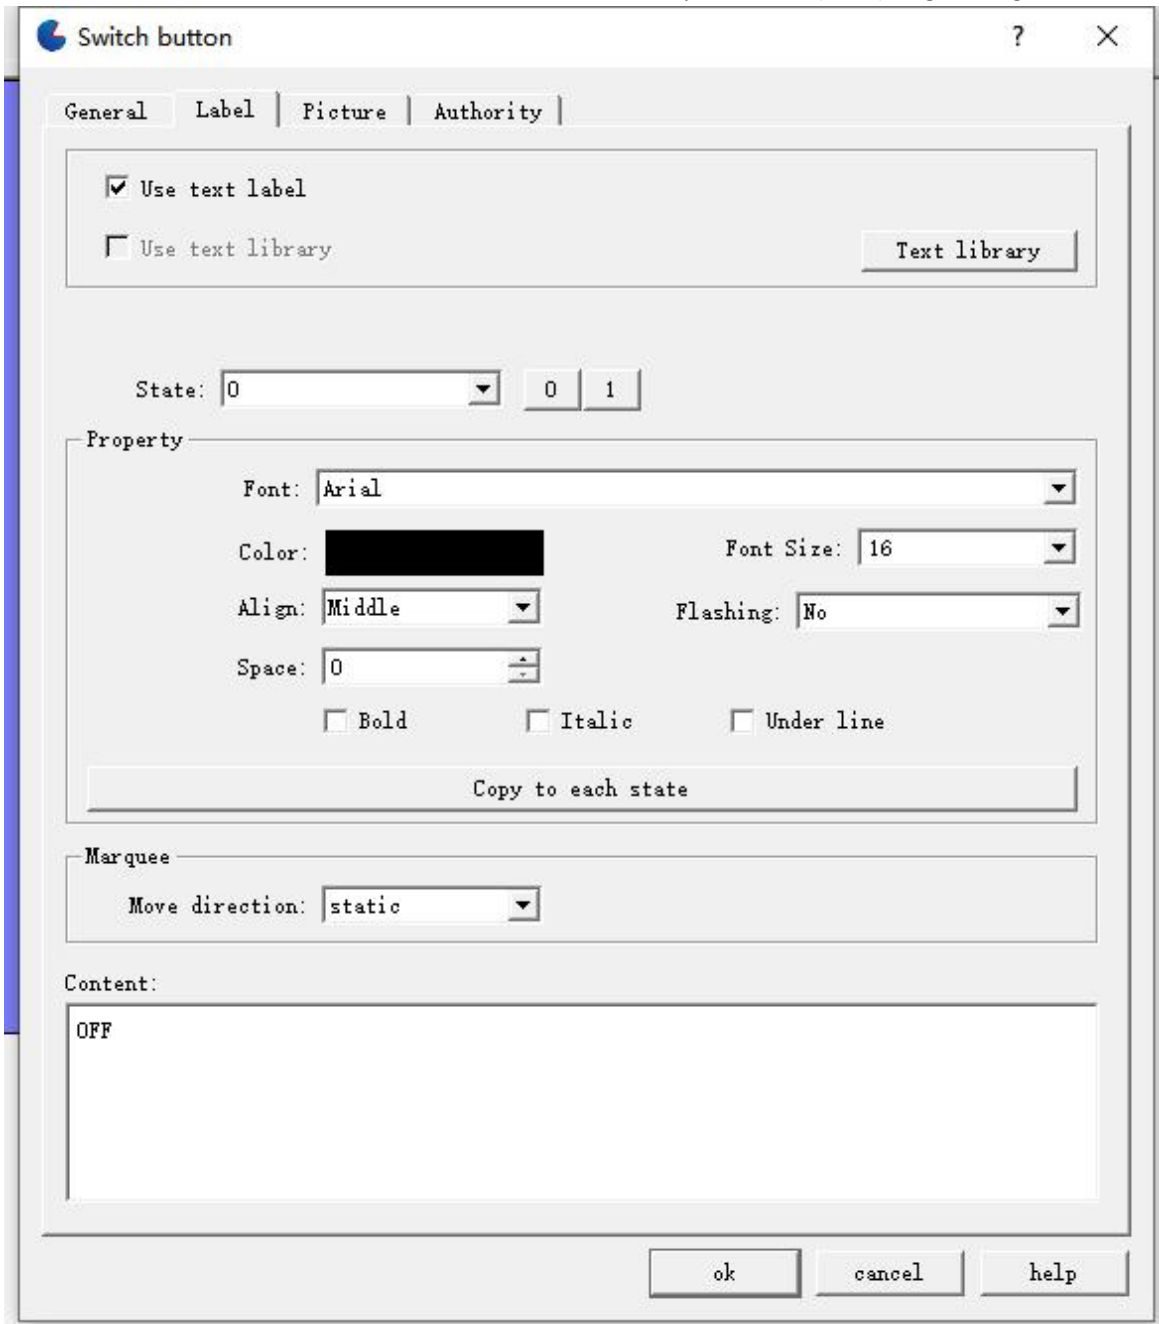 Switch button ?
General Label Picture Authority
Use text label
Use text library Text library
State: 0 0 1
Property
Font: Arial
Color: Font Size: 16
Align: Middle Flashing: No
Space: 0
Bold Italic Under line
Copy to each state
Marquee
Move direction: static
Content:
OFF
ok cancel help